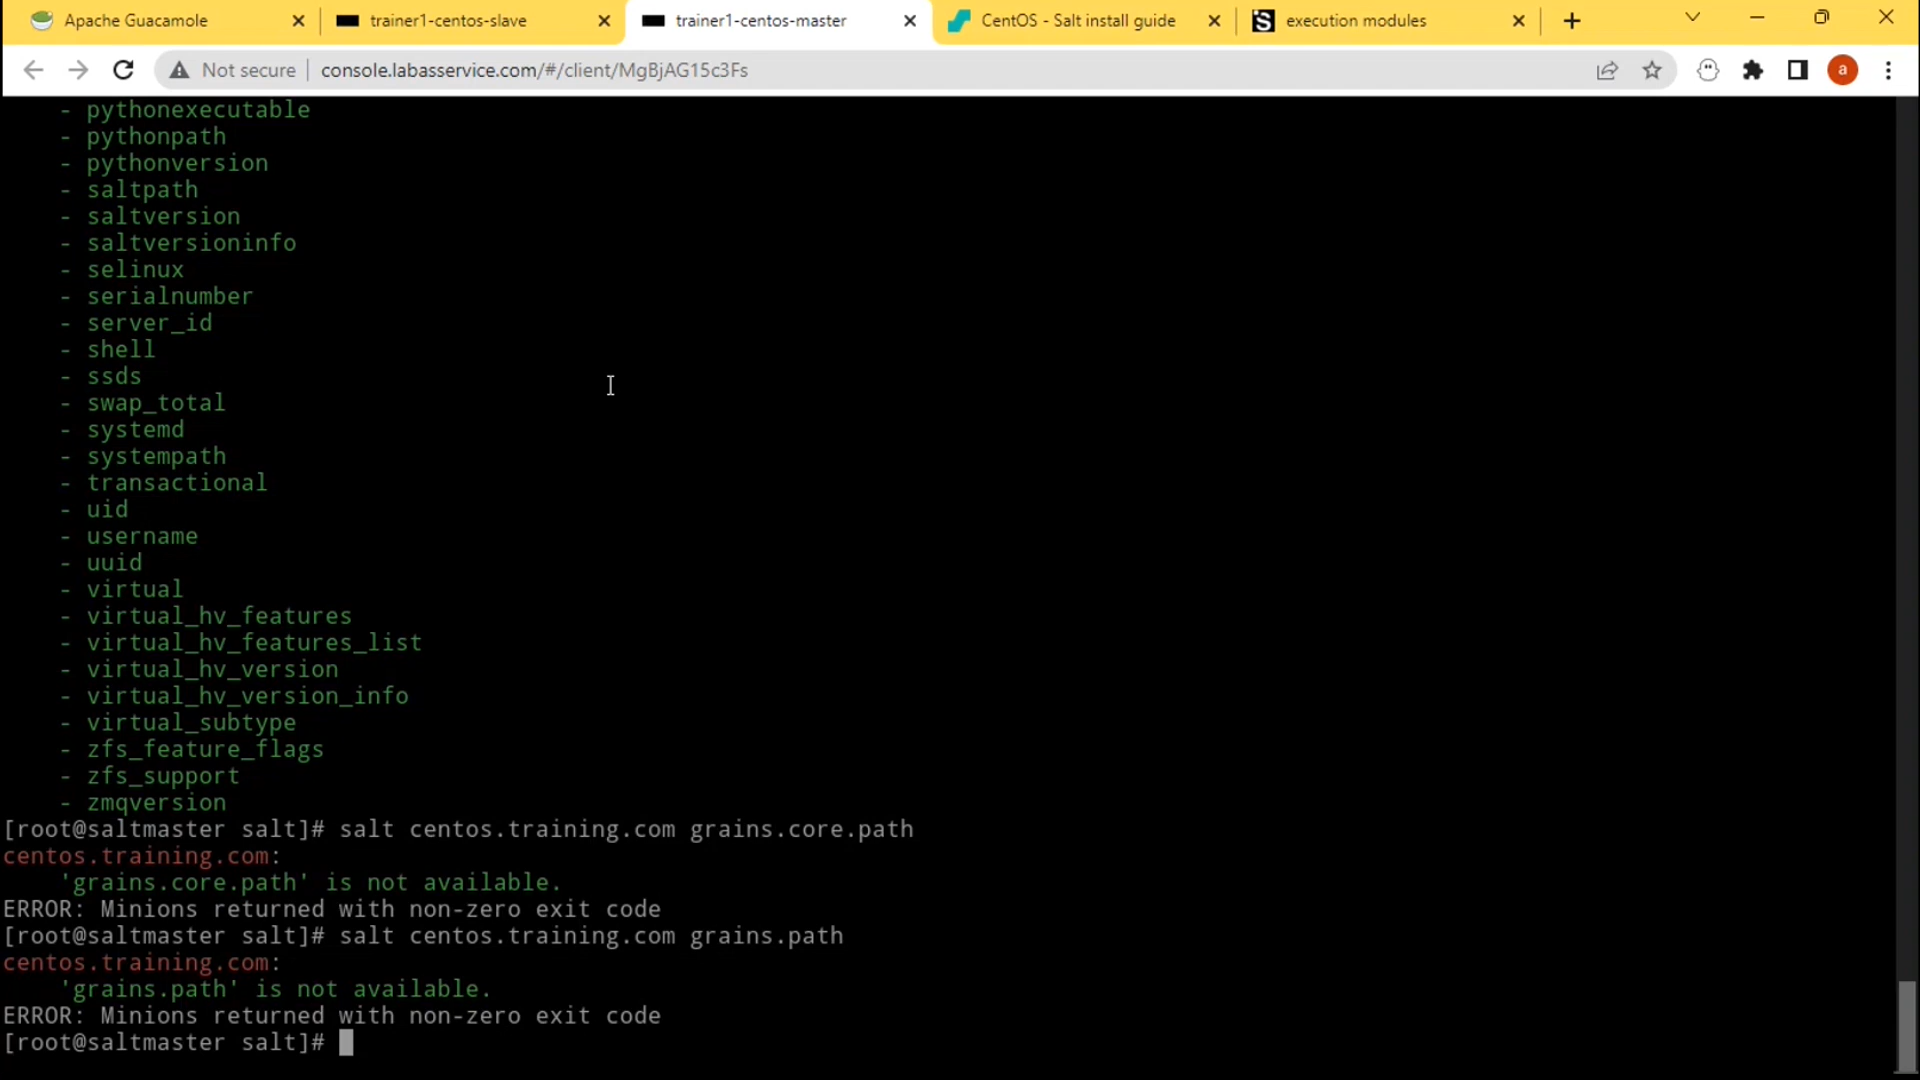 Apache Guacamole
trainer1-centos-slave
trainer1-centos-master
CentOS - Salt install guide
execution modules
Not secure
console.labasservice.com/#/client/MgBjAG15c3Fs
a
- pythonexecutable
- pythonpath
- pythonversion
- saltpath
- saltversion
- saltversioninfo
- selinux
- serialnumber
- server_id
- shell
- ssds
- swap_total
- systemd
- systempath
- transactional
- uid
- username
- uuid
- virtual
- virtual_hv_features
- virtual_hv_features_list
- virtual_hv_version
- virtual_hv_version_info
- virtual_subtype
- zfs_feature_flags
- zfs_support
- zmqversion
[root@saltmaster salt]# salt centos.training.com grains.core.path
centos.training.com:
'grains.core.path' is not available.
ERROR: Minions returned with non-zero exit code
[root@saltmaster salt]# salt centos.training.com grains.path
centos.training.com:
'grains.path' is not available.
ERROR: Minions returned with non-zero exit code
[root@saltmaster salt]#